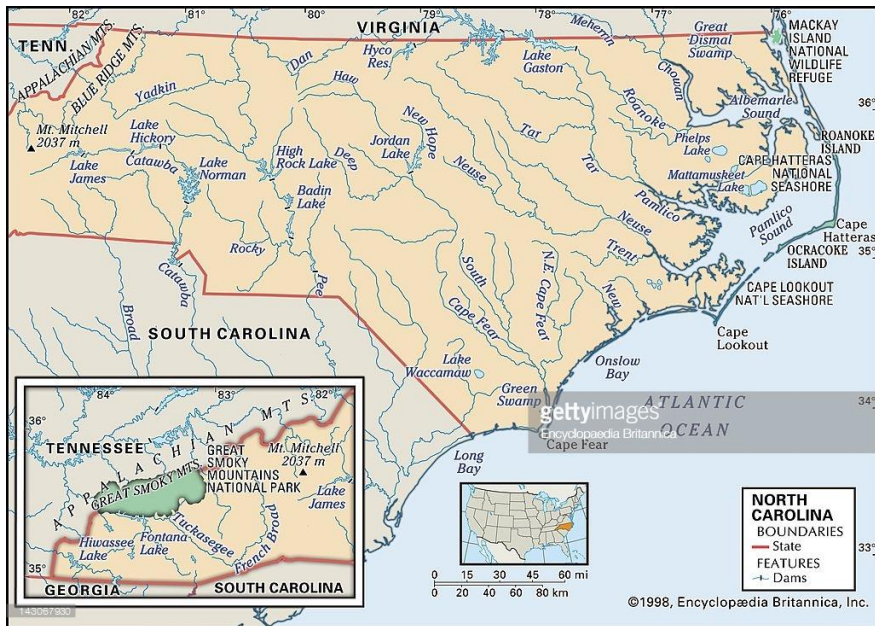 82
81
80
79
78
77
76
VIRGINIA
TENN.
APPALACHIAN MTS.
BLUE RIDGE MTS.
Mt. Mitchell
2037 m
Yadkin
Dan
Haw
Hyco
Res.
Lake
Gaston
Meherrin
Great
Dismal
Swamp
MACKAY
ISLAND
NATIONAL
WILDLIFE
REFUGE
Chowan
Roanoke
Albemarle
Sound
36°
ROANOKE
ISLAND
Lake
Hickory
Catawba
Lake
James
Lake
Norman
High
Rock Lake
Deep
Jordan
Lake
New Hope
Badin
Lake
Neuse
Tar
Tar
Phelps
Lake
Mattamuskeet
Lake
CAPE HATTERAS
NATIONAL
SEASHORE
Pamlico
Neuse
Trent
Pamlico
Sound
Cape
Hatteras
35°
OCRACOKE
ISLAND
CAPE LOOKOUT
NAT'L SEASHORE
Cape
Lookout
Rocky
Catawba
Pee
Broad
SOUTH CAROLINA
South
Cape Fear
N.E. Cape Fear
New
Onslow
Bay
Lake
Waccamaw
Green
Swamp
Cape Fear
Long
Bay
ATLANTIC
OCEAN
34°
33°
gettyimages
Encyclopaedia Britannica
84
83
82°
36°
35°
TENNESSEE
APPALACHIAN MTS
GREAT SMOKY MTS.
GREAT
SMOKY
MOUNTAINS
NATIONAL PARK
Mt. Mitchell
2037 m
Lake
James
Hiwassee
Lake
Fontana
Lake
Tuckasegee
French Broad
GEORGIA
SOUTH CAROLINA
143067930
0 15 30 45 60 mi
0 20 40 60 80 km
NORTH
CAROLINA
BOUNDARIES
State
FEATURES
Dams
©1998, Encyclopædia Britannica, Inc.